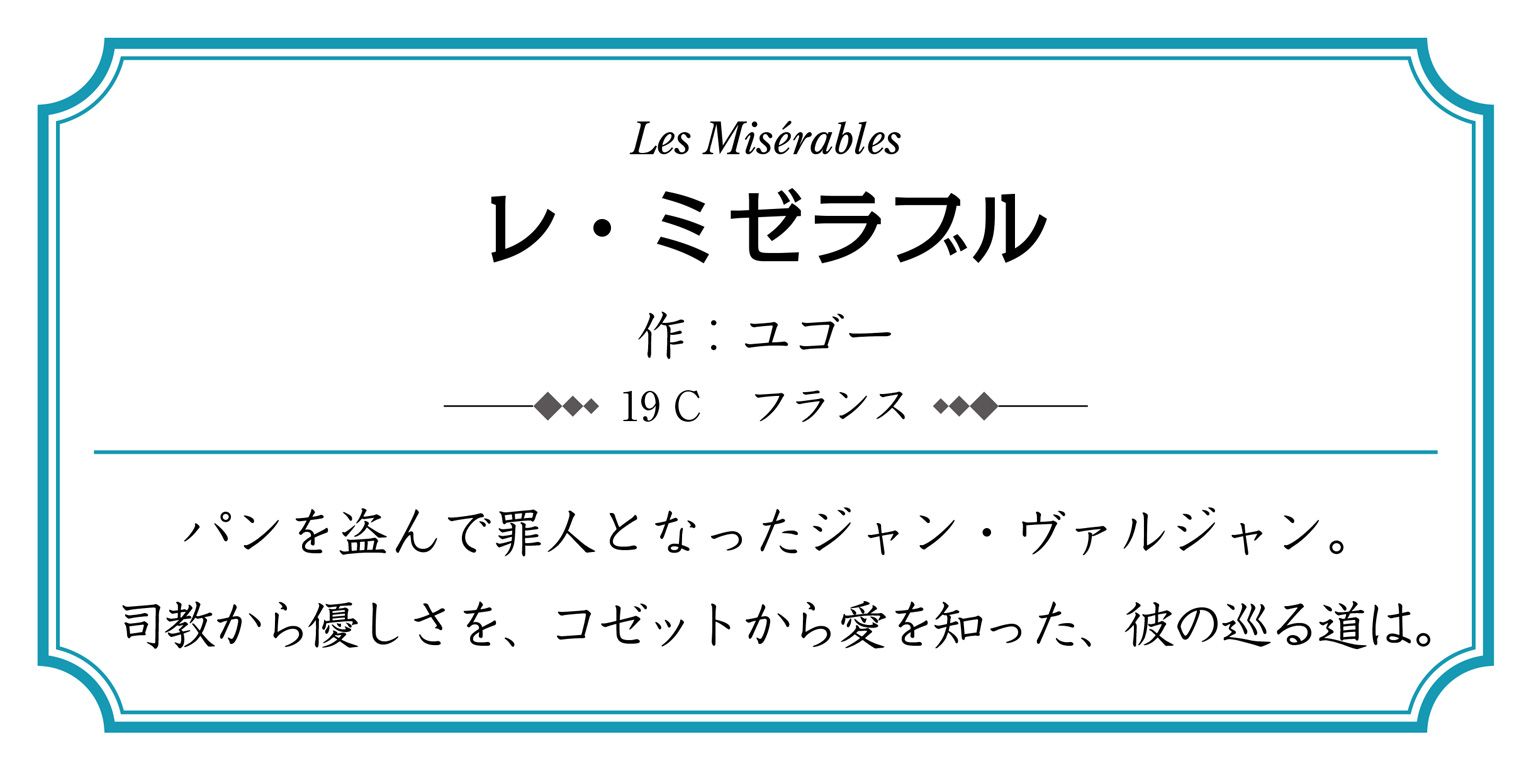 Les Misérables
レ・ミゼラブル
作：ユゴー
19 C　フランス
パンを盗んで罪人となったジャン・ヴァルジャン。
司教から優しさを、コゼットから愛を知った、彼の巡る道は。